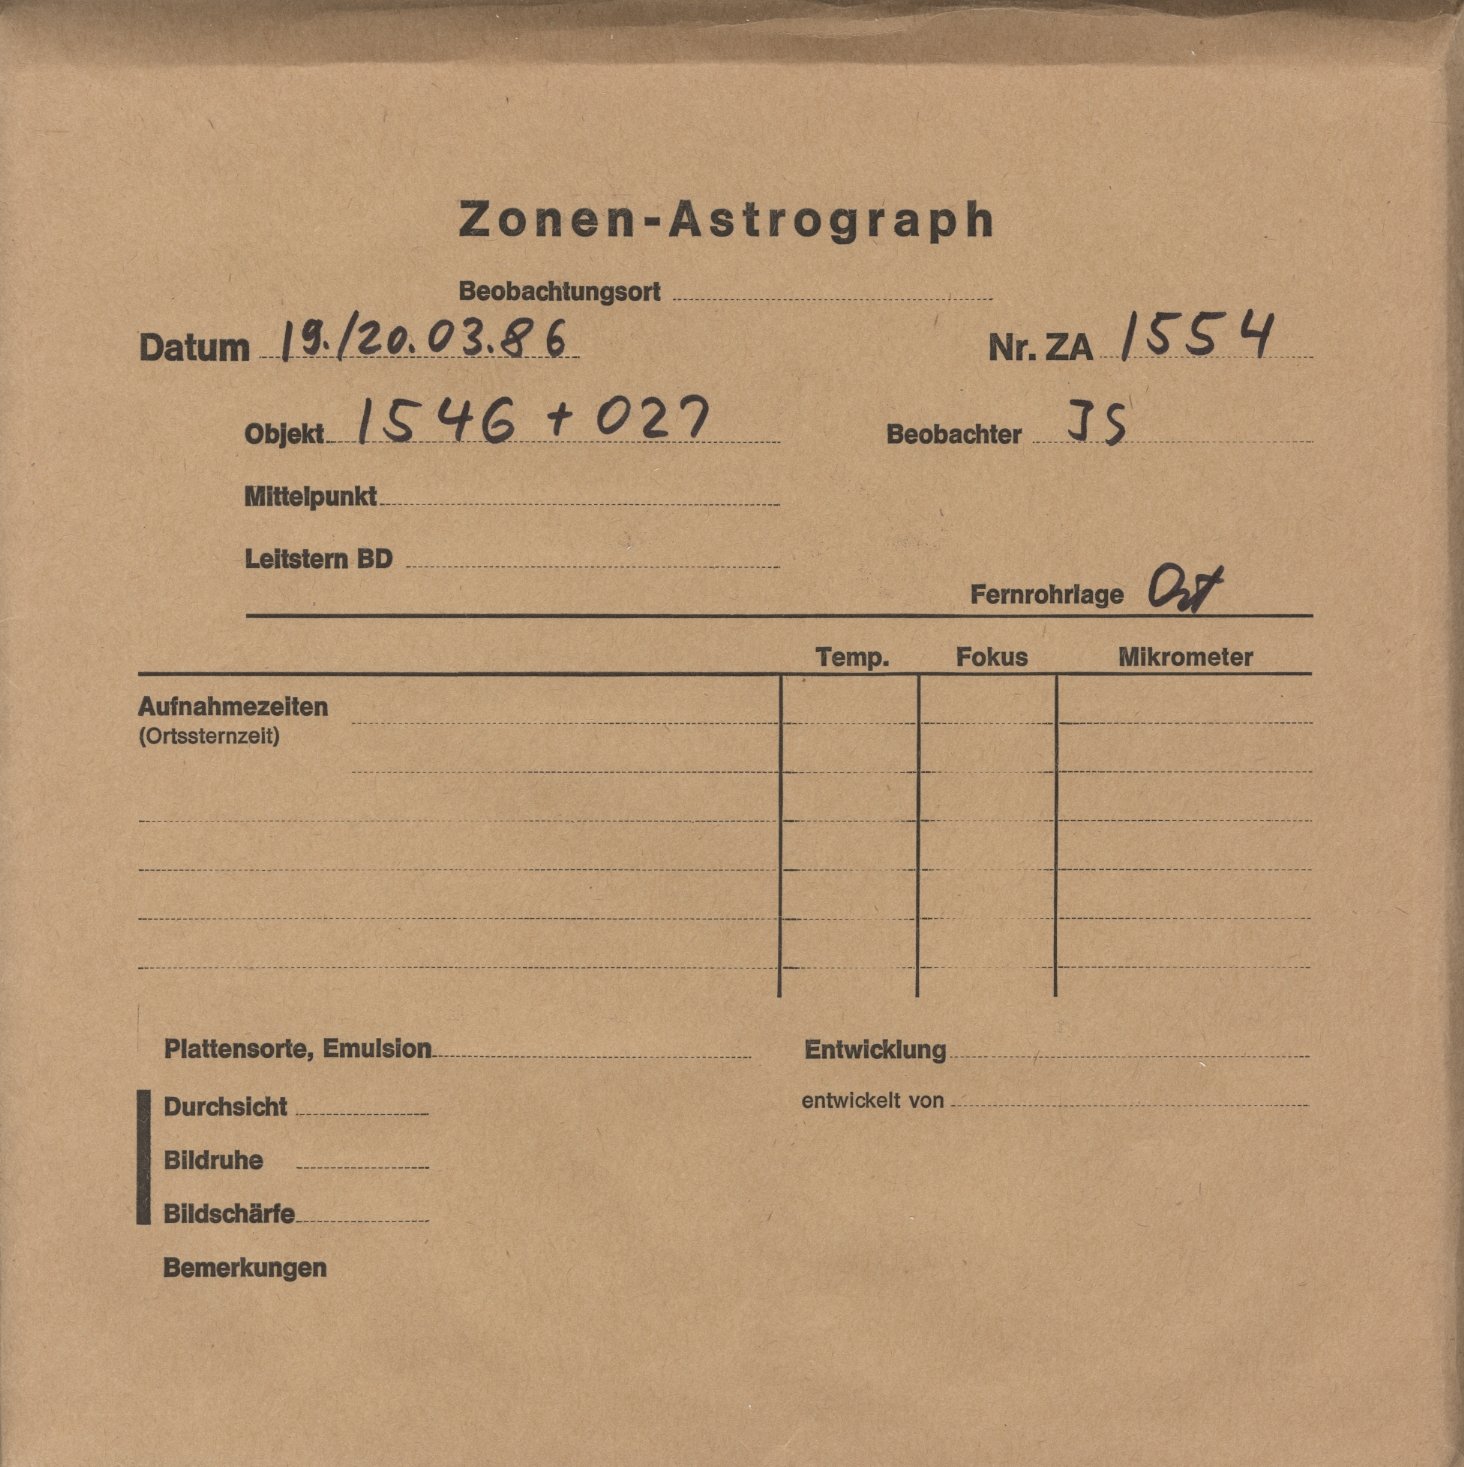 Zonen-Astrograph
Beobachtungsort
Datum 19./20.03.86 Nr. ZA 1554
Objekt 1546 + 027 Beobachter JS
Mittelpunkt
Leitstern BD
Fernrohrlage Ost
Temp. Fokus Mikrometer
Aufnahmezeiten
(Ortssternzeit)
Plattensorte, Emulsion Entwicklung
Durchsicht entwickelt von
Bildruhe
Bildschärfe
Bemerkungen